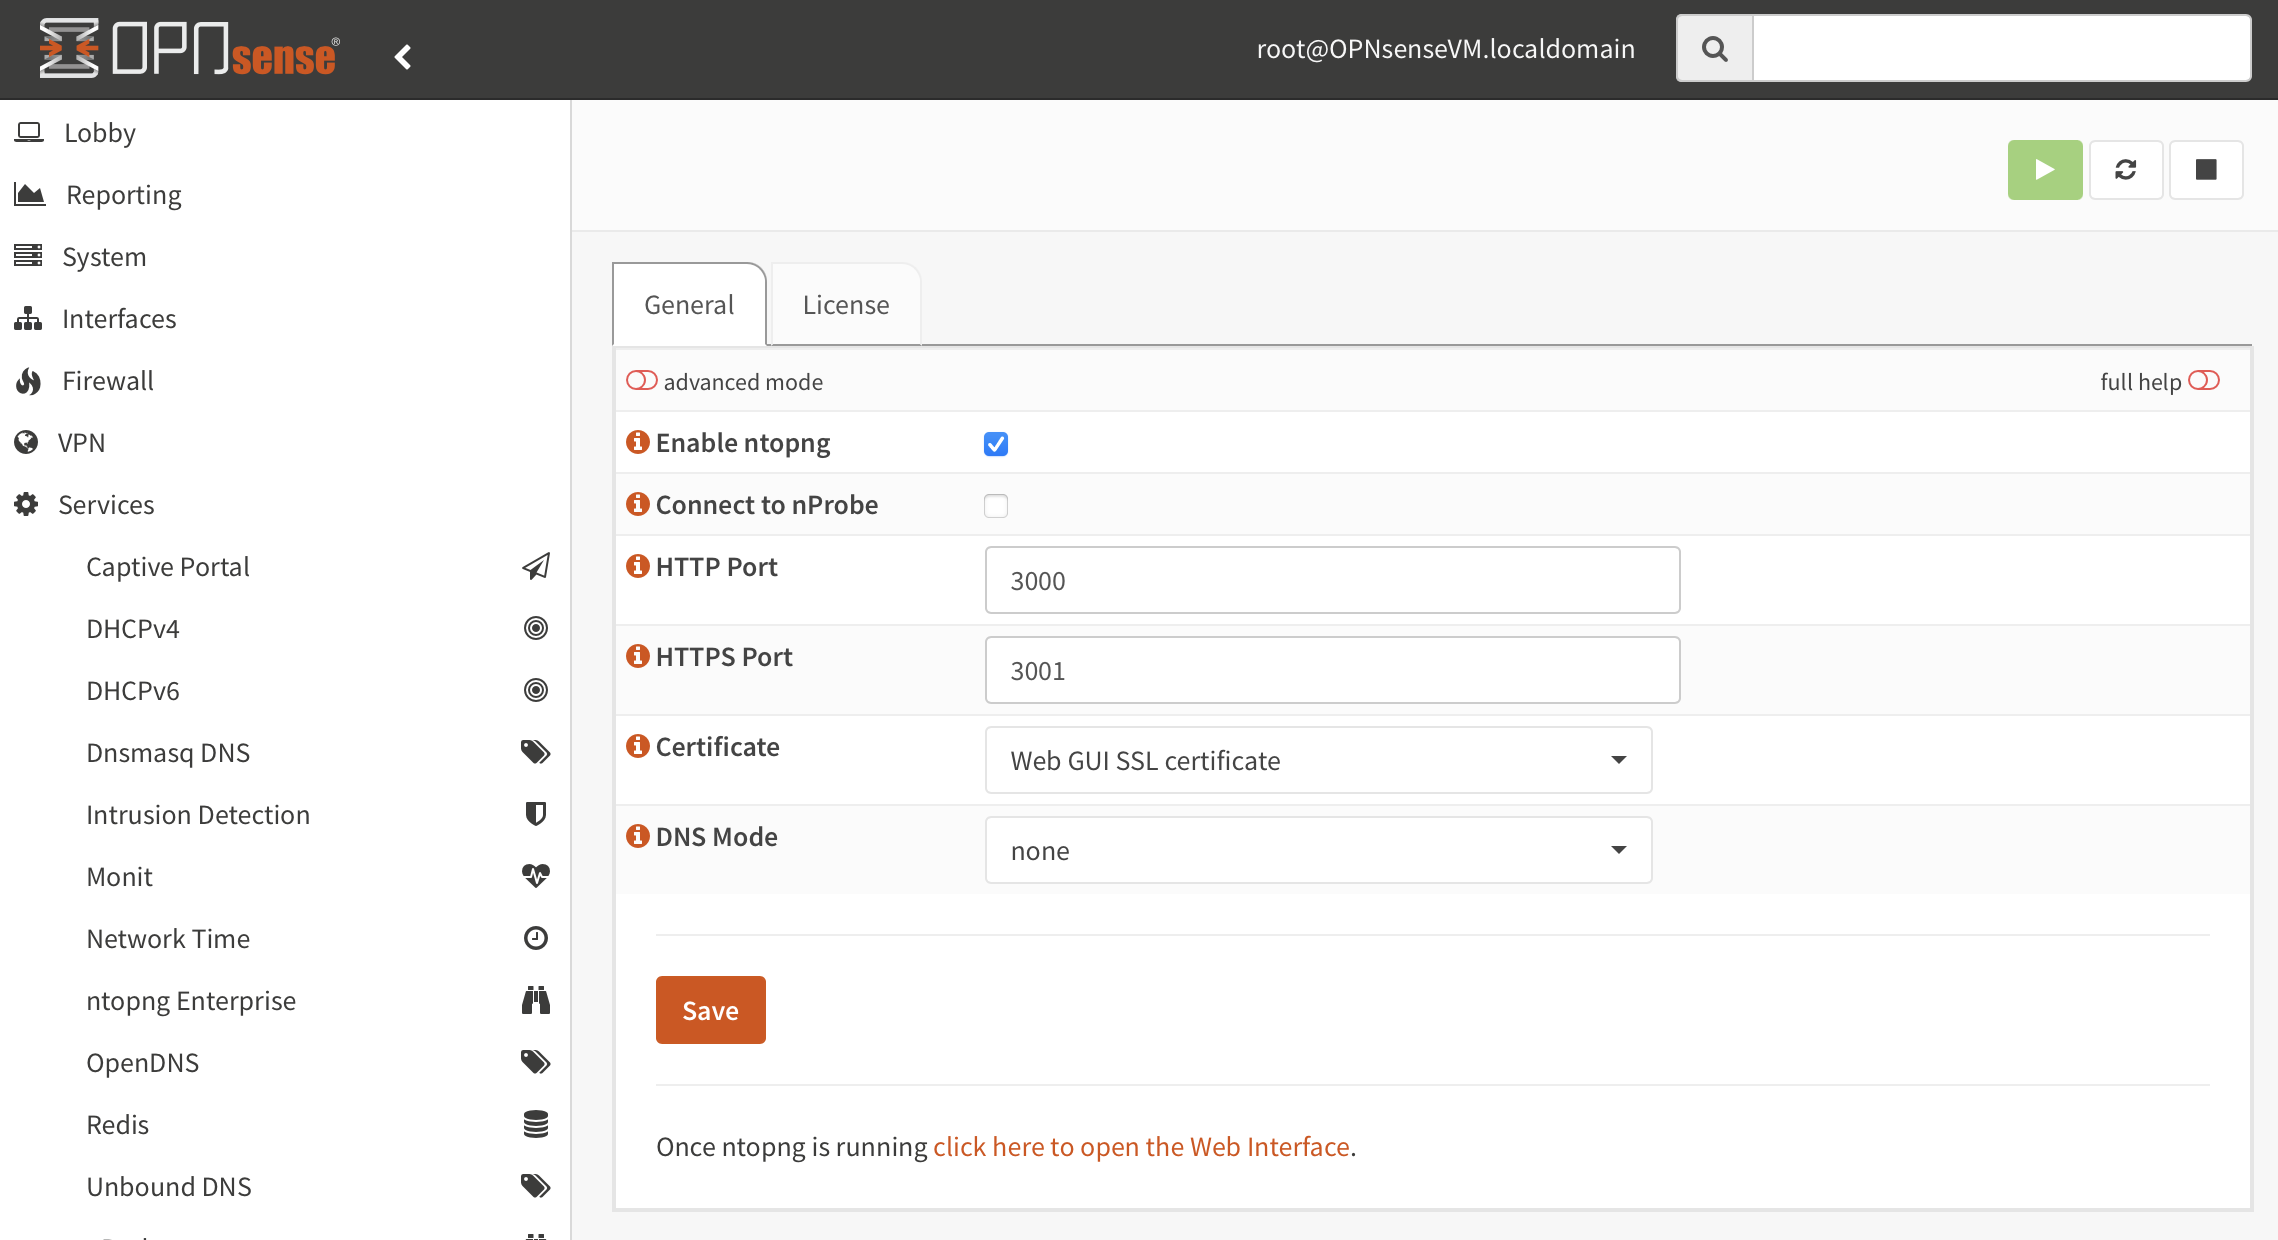 OPNsense®
root@OPNsenseVM.localdomain
Lobby
Reporting
System
Interfaces
Firewall
VPN
Services
Captive Portal
DHCPv4
DHCPv6
Dnsmasq DNS
Intrusion Detection
Monit
Network Time
ntopng Enterprise
OpenDNS
Redis
Unbound DNS
General
License
advanced mode
full help
Enable ntopng
Connect to nProbe
HTTP Port
3000
HTTPS Port
3001
Certificate
Web GUI SSL certificate
DNS Mode
none
Save
Once ntopng is running click here to open the Web Interface.